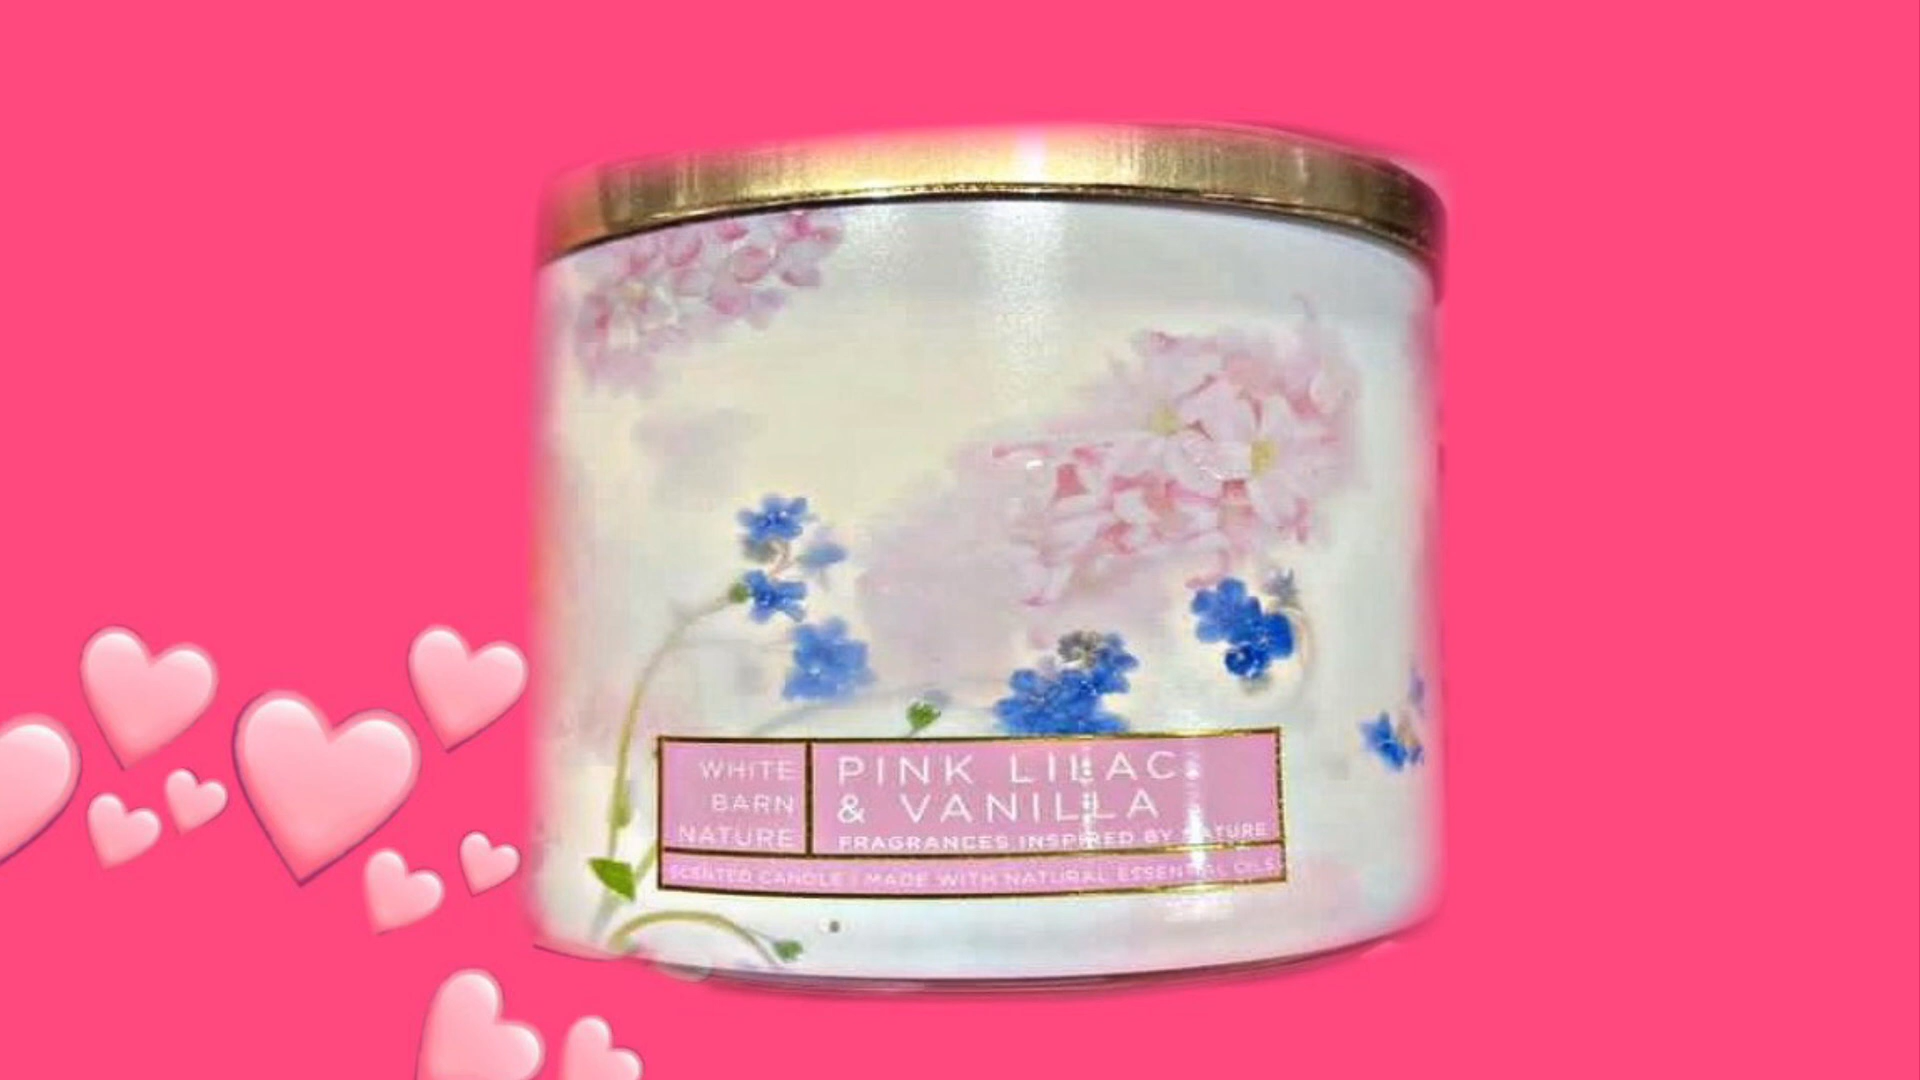 WHITE
BARN
NATURE
PINK LILAC
& VANILLA
FRAGRANCES INSPIRED BY NATURE
SCENTED CANDLE | MADE WITH NATURAL ESSENTIAL OILS